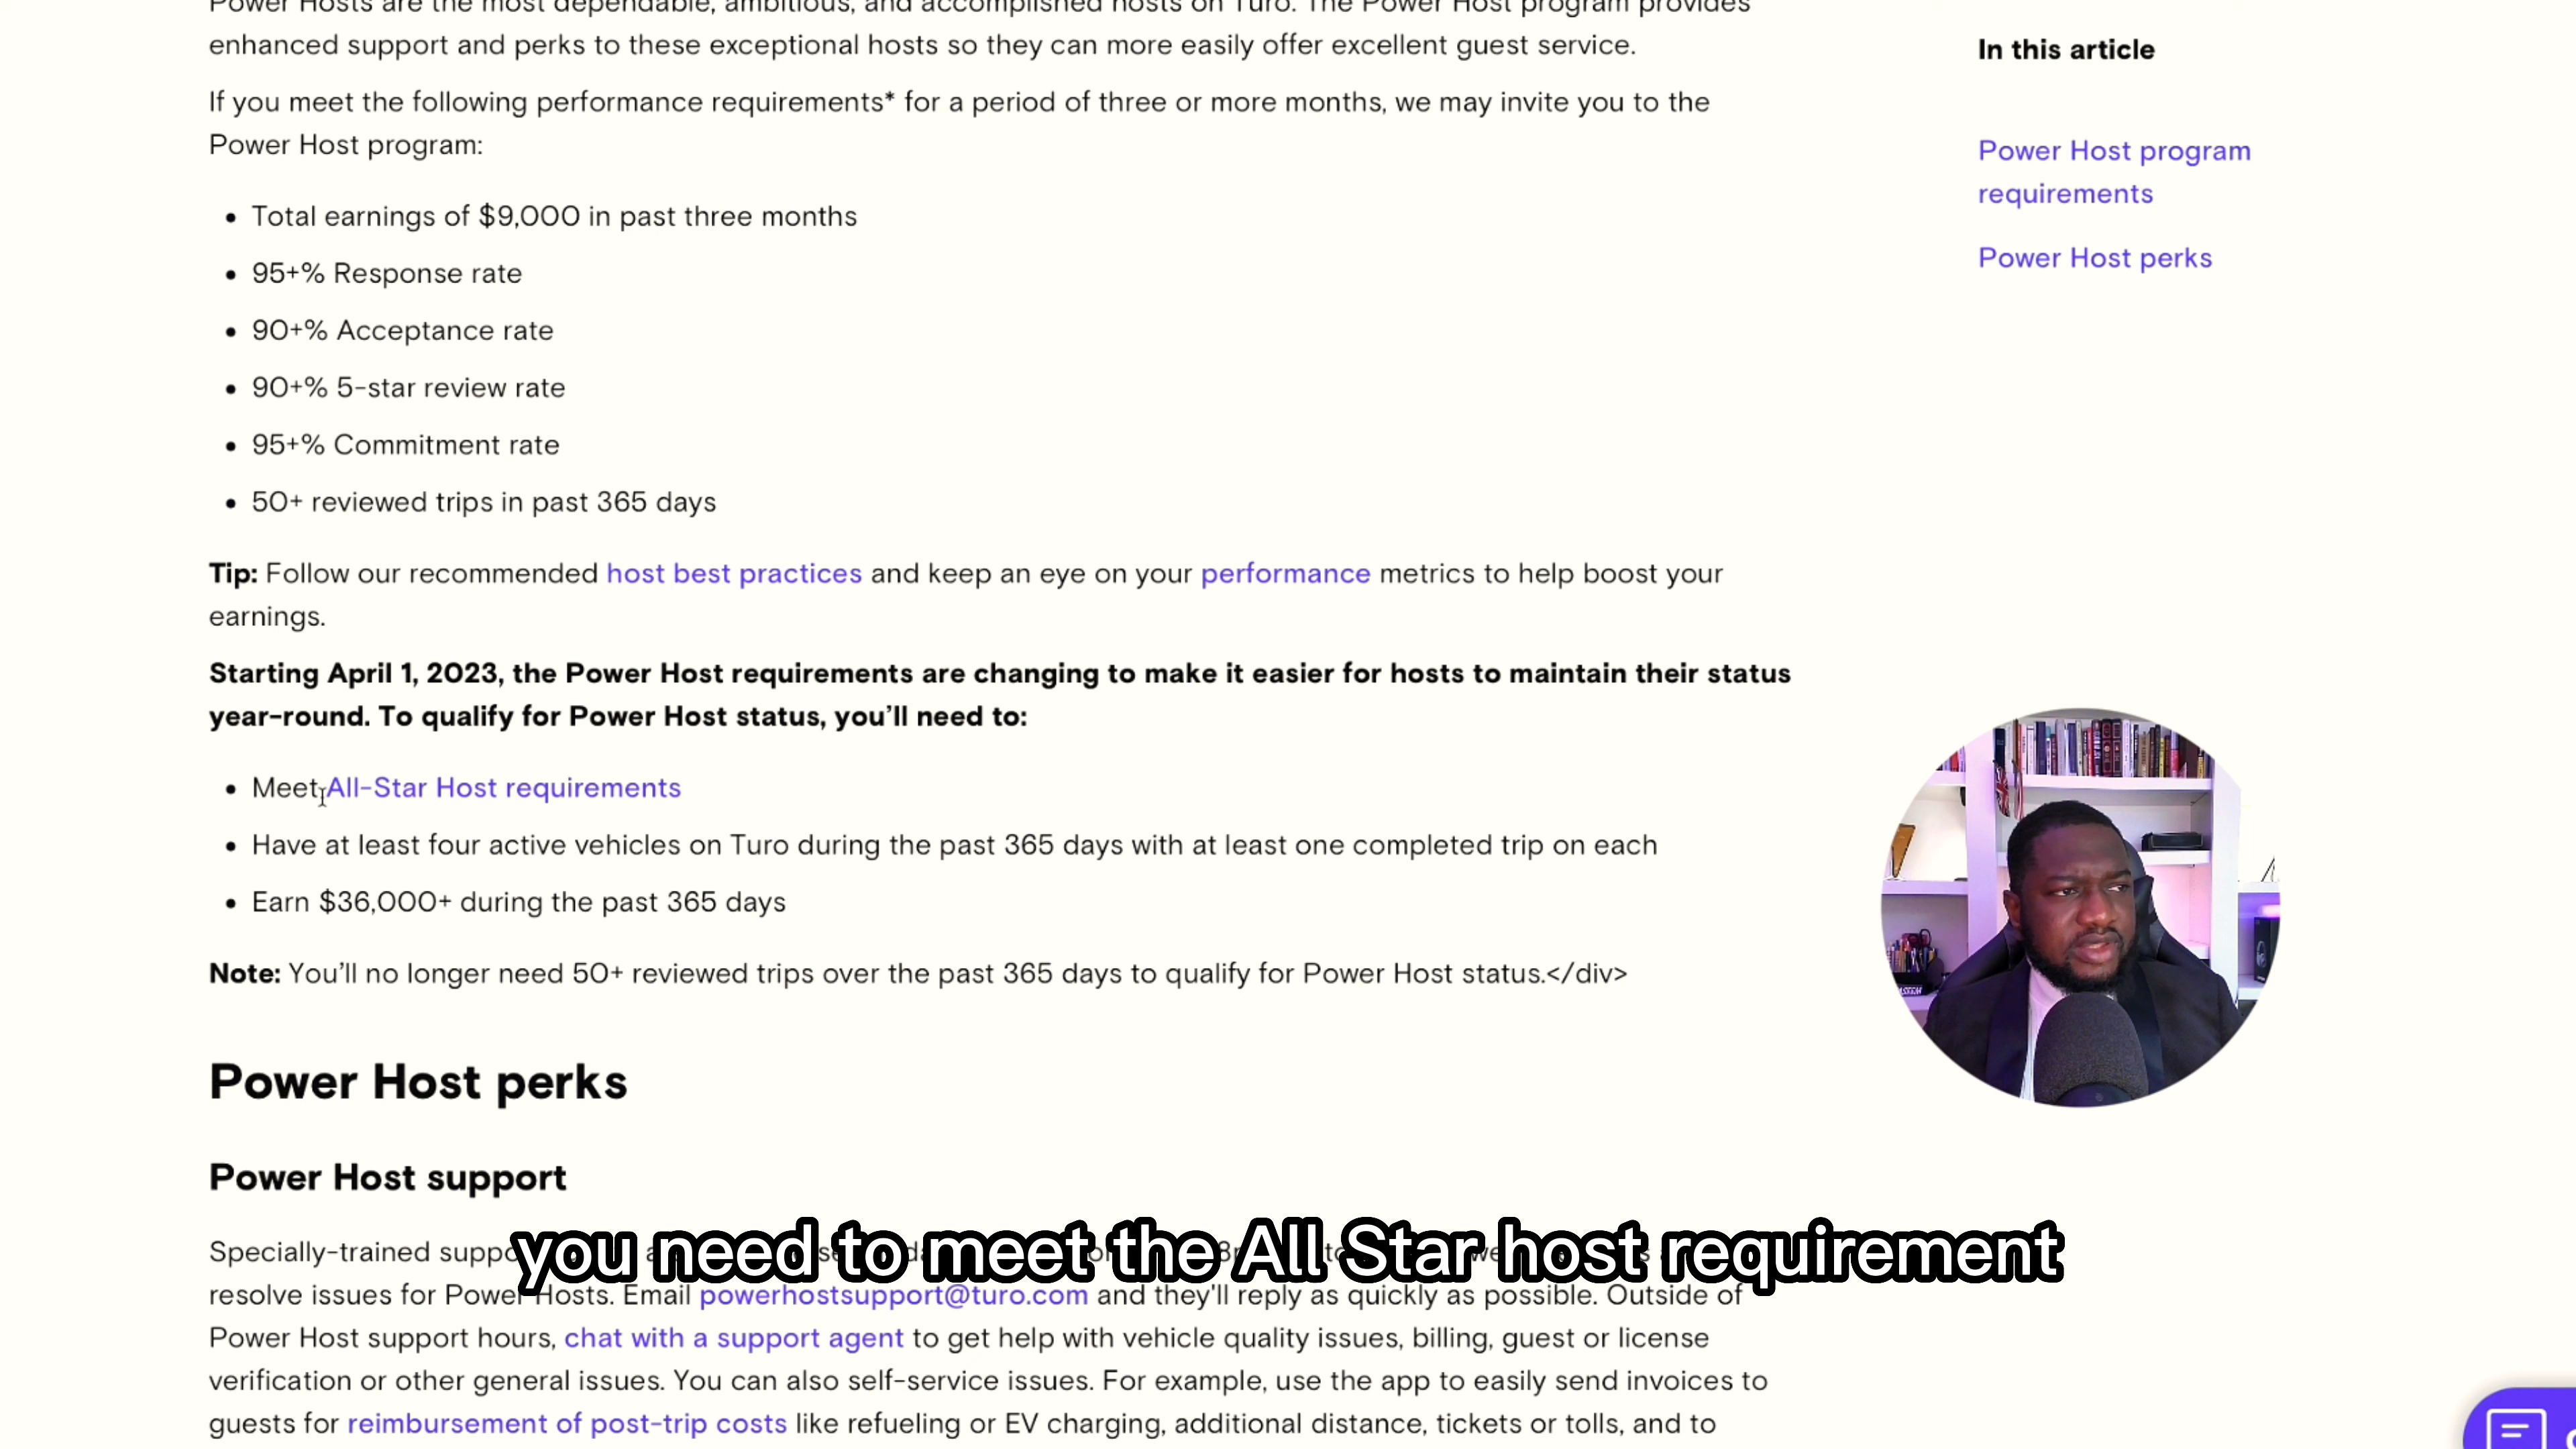 Power Hosts are the most dependable, ambitious, and accomplished hosts on Turo. The Power Host program provides
enhanced support and perks to these exceptional hosts so they can more easily offer excellent guest service.
If you meet the following performance requirements* for a period of three or more months, we may invite you to the
Power Host program:
• Total earnings of $9,000 in past three months
• 95+% Response rate
• 90+% Acceptance rate
• 90+% 5-star review rate
• 95+% Commitment rate
• 50+ reviewed trips in past 365 days
Tip: Follow our recommended host best practices and keep an eye on your performance metrics to help boost your
earnings.
Starting April 1, 2023, the Power Host requirements are changing to make it easier for hosts to maintain their status
year-round. To qualify for Power Host status, you'll need to:
• Meet All-Star Host requirements
• Have at least four active vehicles on Turo during the past 365 days with at least one completed trip on each
• Earn $36,000+ during the past 365 days
Note: You'll no longer need 50+ reviewed trips over the past 365 days to qualify for Power Host status.</div>
Power Host perks
Power Host support
Specially-trained
you need to meet the All Star host requirement
resolve issues for Power Hosts. Email powerhostsupport@turo.com and they'll reply as quickly as possible. Outside of
Power Host support hours, chat with a support agent to get help with vehicle quality issues, billing, guest or license
verification or other general issues. You can also self-service issues. For example, use the app to easily send invoices to
guests for reimbursement of post-trip costs like refueling or EV charging, additional distance, tickets or tolls, and to
In this article
Power Host program
requirements
Power Host perks